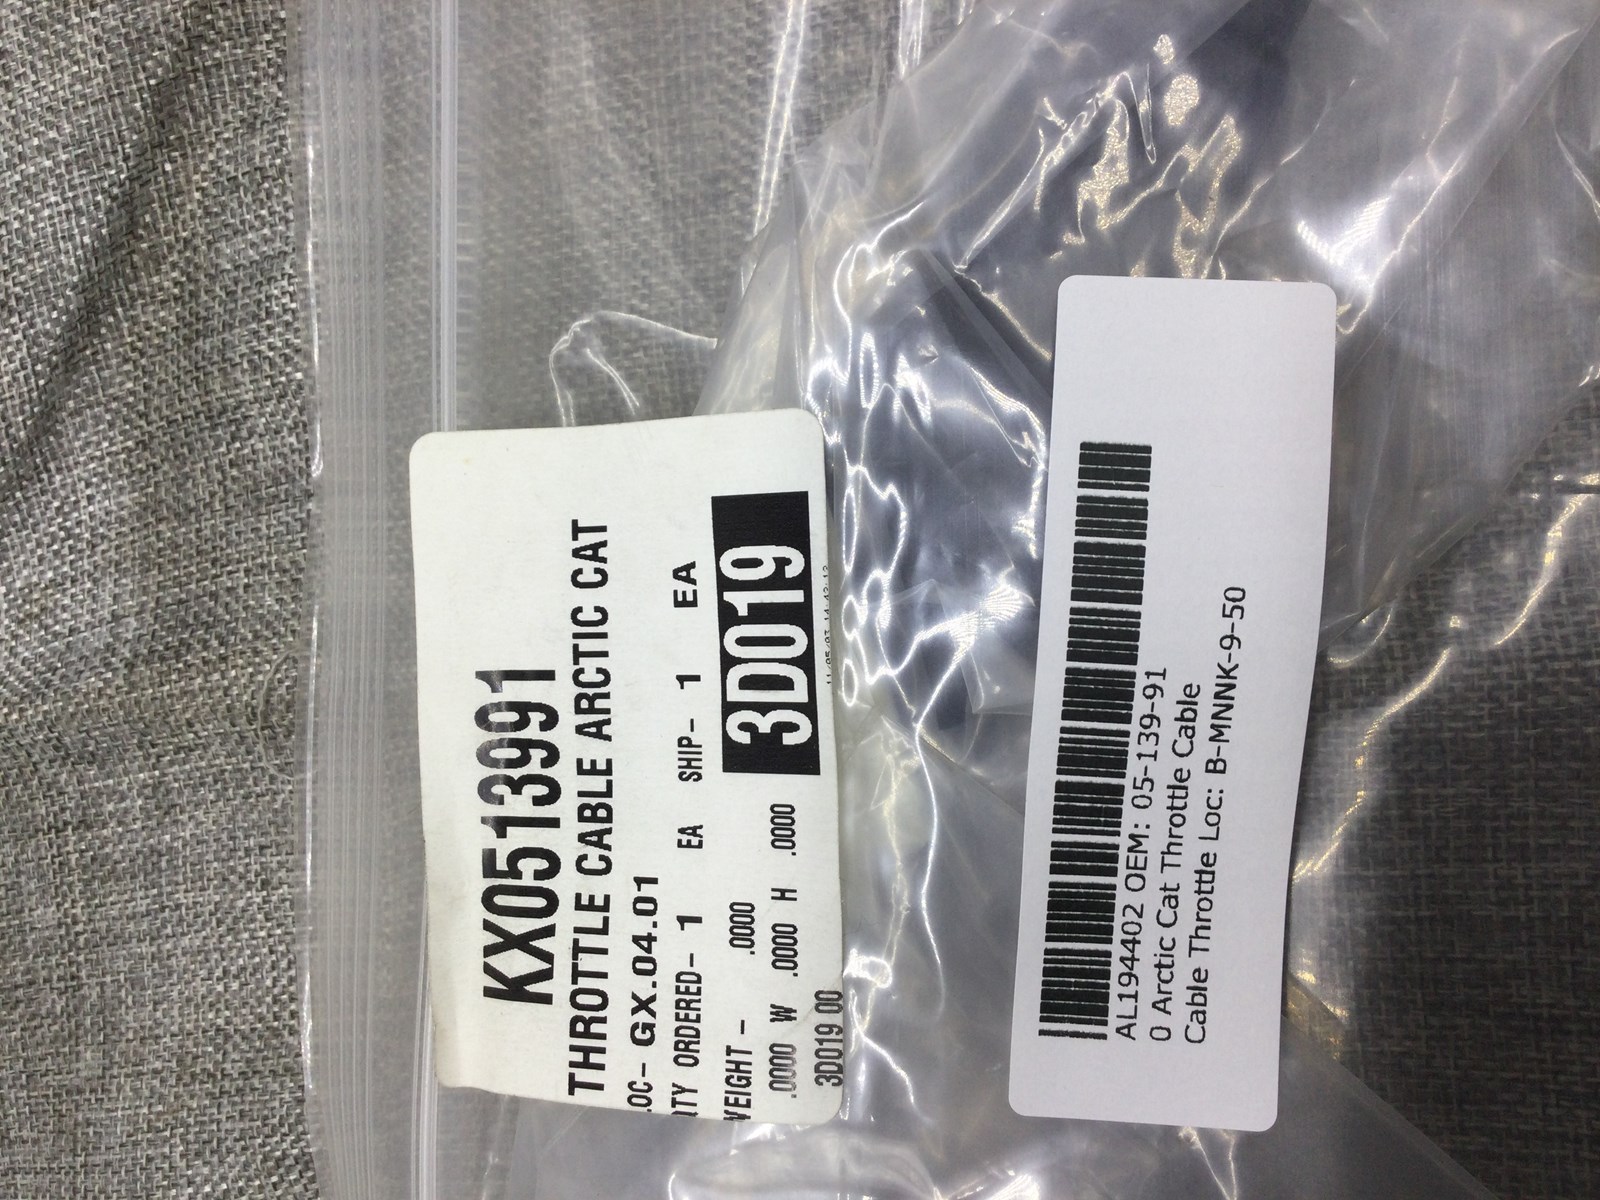 KX0513991
THROTTLE CABLE ARCTIC CAT
OC- GX.04.01
TY ORDERED- 1 EA SHIP- 1 EA
EIGHT - .0000
.0000 W .0000 H .0000
3D019
3D019 00
AL194402 OEM: 05-139-91
0 Arctic Cat Throttle Cable
Cable Throttle Loc: B-MNNK-9-50